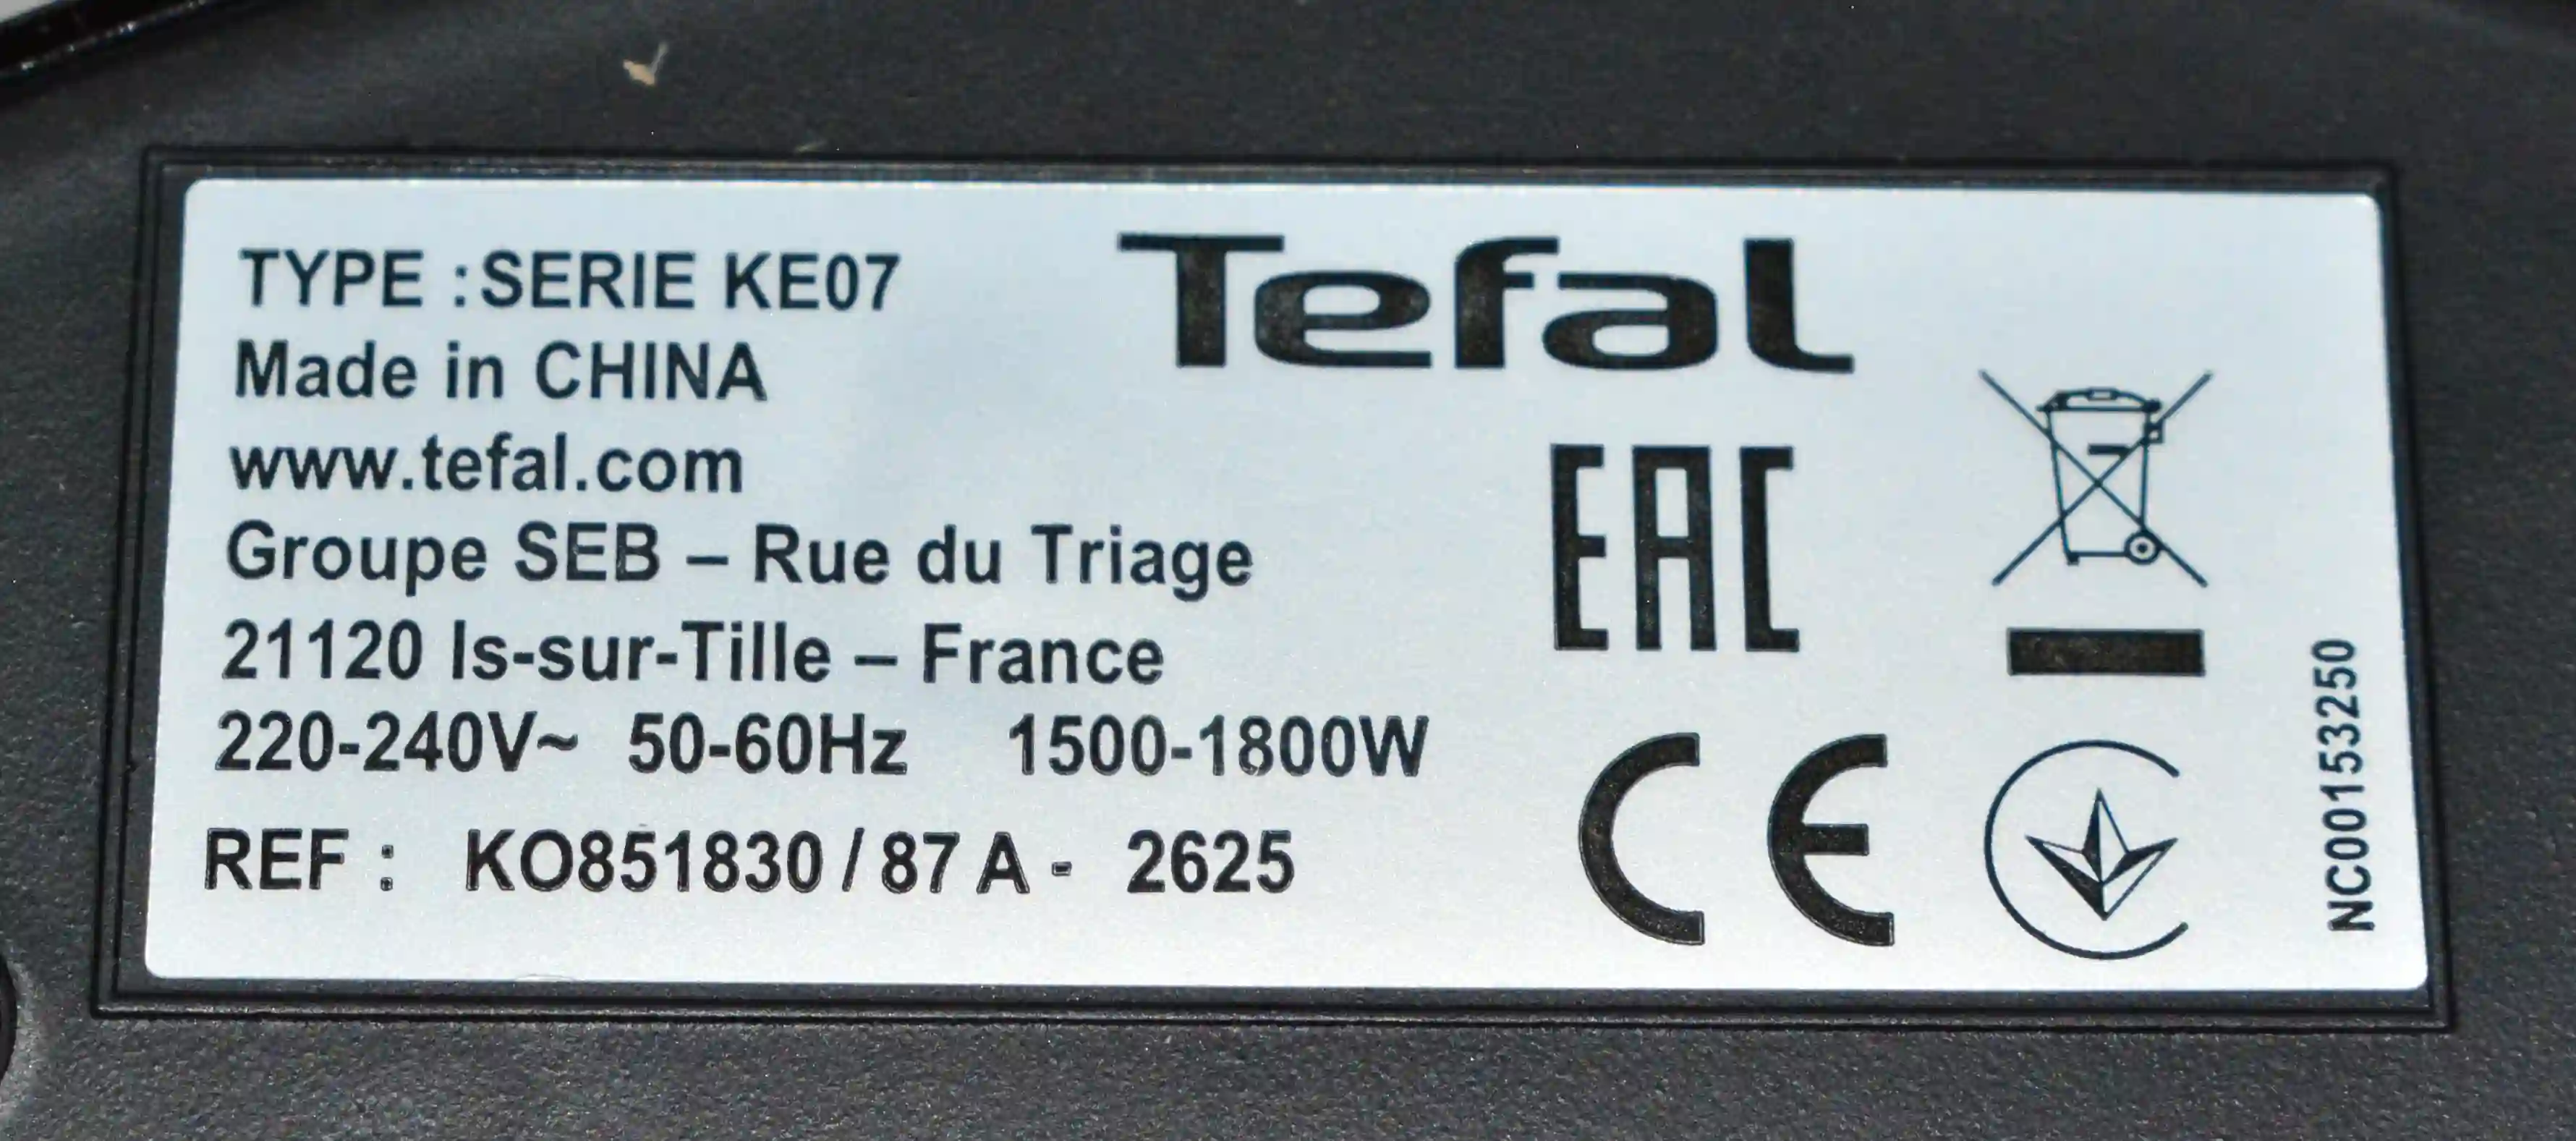 TYPE :SERIE KE07
Tefal
Made in CHINA
www.tefal.com
Groupe SEB – Rue du Triage
21120 Is-sur-Tille – France
220-240V~ 50-60Hz 1500-1800W
REF : KO851830 / 87 A - 2625
EAC
CE
NC00153250